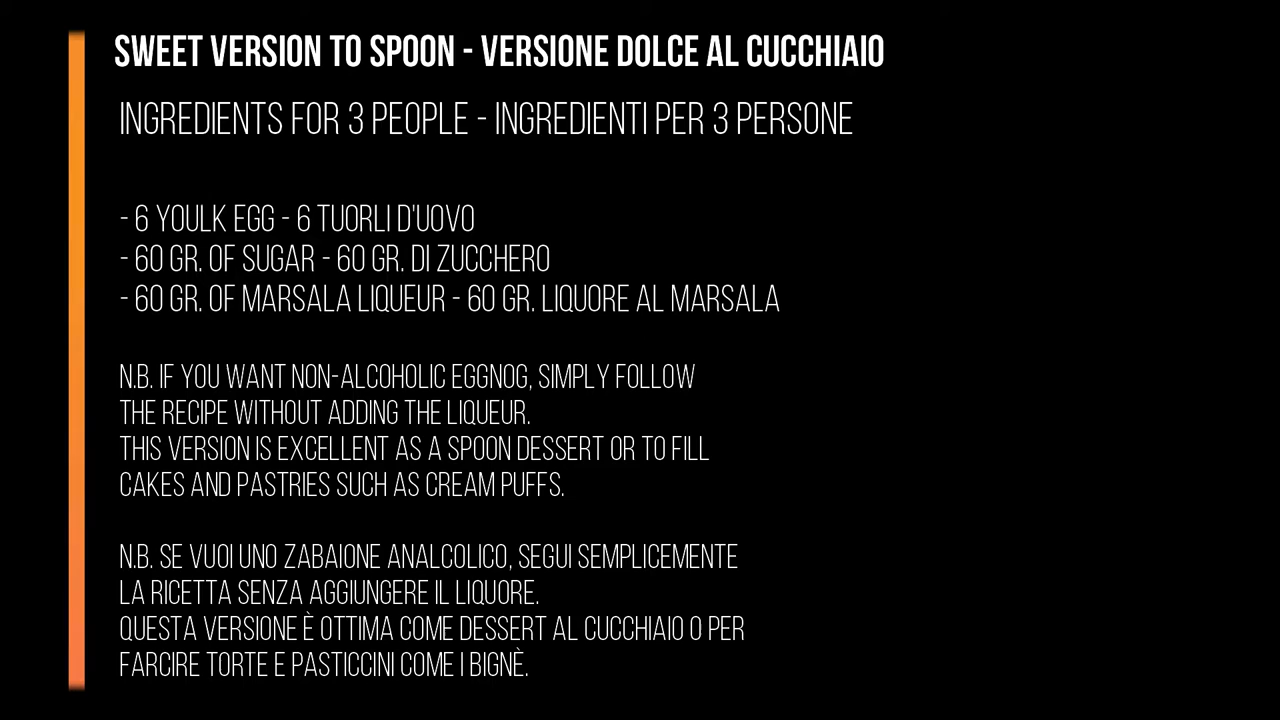 SWEET VERSION TO SPOON - VERSIONE DOLCE AL CUCCHIAIO
INGREDIENTS FOR 3 PEOPLE - INGREDIENTI PER 3 PERSONE
- 6 YOULK EGG - 6 TUORLI D'UOVO
- 60 GR. OF SUGAR - 60 GR. DI ZUCCHERO
- 60 GR. OF MARSALA LIQUEUR - 60 GR. LIQUORE AL MARSALA
N.B. IF YOU WANT NON-ALCOHOLIC EGGNOG, SIMPLY FOLLOW
THE RECIPE WITHOUT ADDING THE LIQUEUR.
THIS VERSION IS EXCELLENT AS A SPOON DESSERT OR TO FILL
CAKES AND PASTRIES SUCH AS CREAM PUFFS.
N.B. SE VUOI UNO ZABAIONE ANALCOLICO, SEGUI SEMPLICEMENTE
LA RICETTA SENZA AGGIUNGERE IL LIQUORE.
QUESTA VERSIONE È OTTIMA COME DESSERT AL CUCCHIAIO O PER
FARCIRE TORTE E PASTICCINI COME I BIGNÈ.